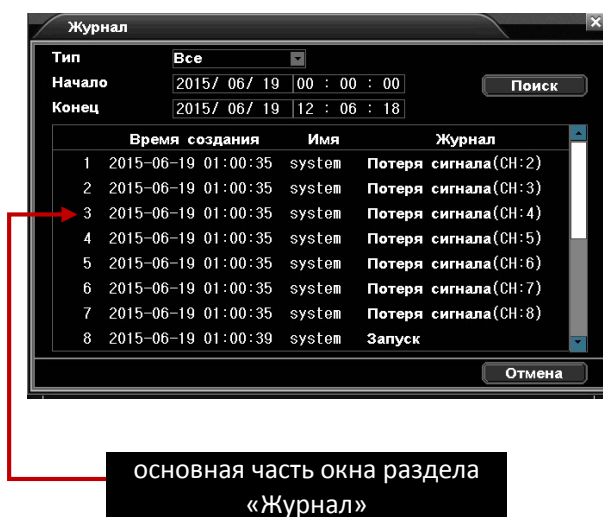 Журнал
Тип Все
Начало 2015/ 06/ 19 00 : 00 : 00 Поиск
Конец 2015/ 06/ 19 12 : 06 : 18
Время создания Имя Журнал
1 2015-06-19 01:00:35 system Потеря сигнала(CH:2)
2 2015-06-19 01:00:35 system Потеря сигнала(CH:3)
3 2015-06-19 01:00:35 system Потеря сигнала(CH:4)
4 2015-06-19 01:00:35 system Потеря сигнала(CH:5)
5 2015-06-19 01:00:35 system Потеря сигнала(CH:6)
6 2015-06-19 01:00:35 system Потеря сигнала(CH:7)
7 2015-06-19 01:00:35 system Потеря сигнала(CH:8)
8 2015-06-19 01:00:39 system Запуск
Отмена
основная часть окна раздела
«Журнал»